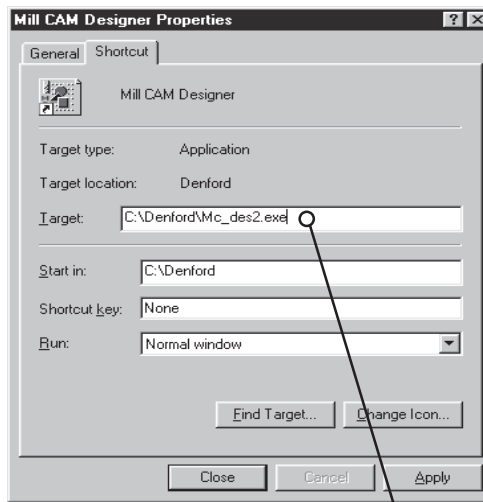 Mill CAM Designer Properties
General Shortcut
Mill CAM Designer
Target type: Application
Target location: Denford
Target: C:\Denford\Mc_des2.exe
Start in: C:\Denford
Shortcut key: None
Run: Normal window
Find Target... Change Icon...
Close Cancel Apply